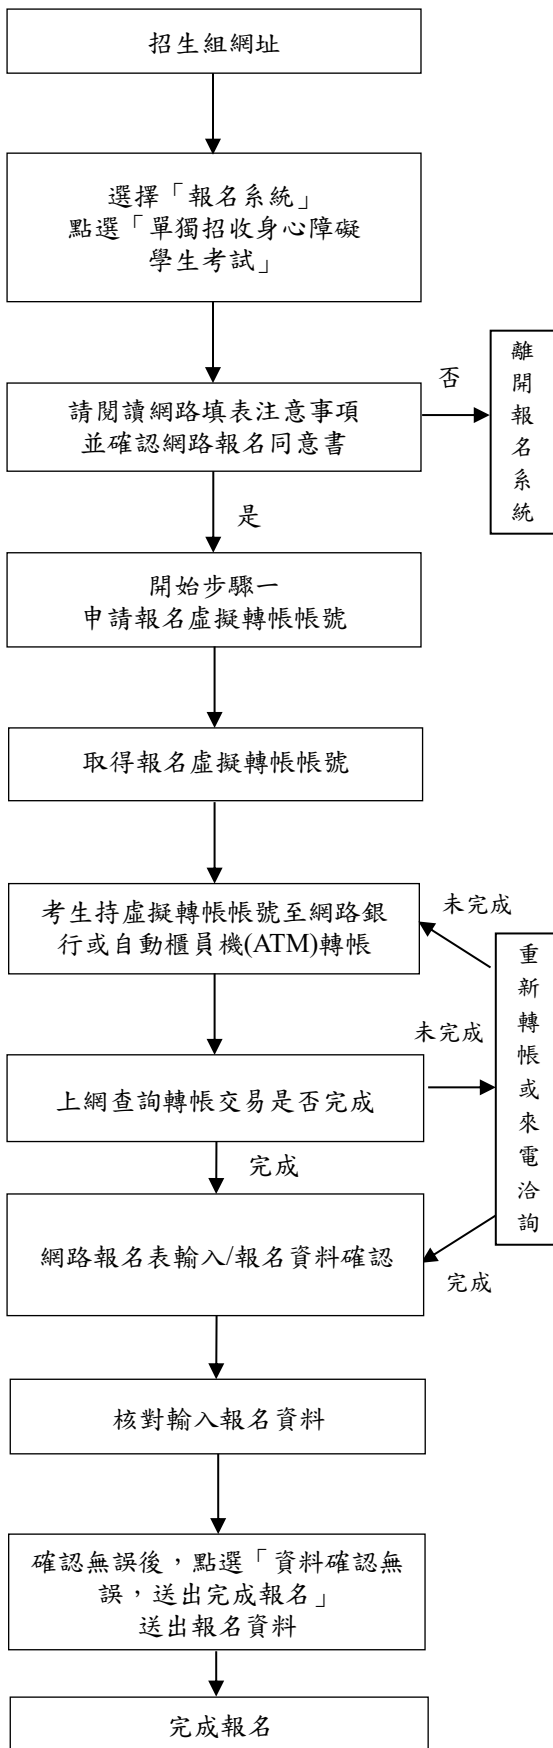 招生組網址
選擇「報名系統」
點選「單獨招收身心障礙
學生考試」
請閱讀網路填表注意事項
並確認網路報名同意書
否
離
開
報
名
系
統
是
開始步驟一
申請報名虛擬轉帳帳號
取得報名虛擬轉帳帳號
考生持虛擬轉帳帳號至網路銀
行或自動櫃員機(ATM)轉帳
未完成
上網查詢轉帳交易是否完成
未完成
重
新
轉
帳
或
來
電
洽
詢
完成
網路報名表輸入/報名資料確認
完成
核對輸入報名資料
確認無誤後，點選「資料確認無
誤，送出完成報名」
送出報名資料
完成報名